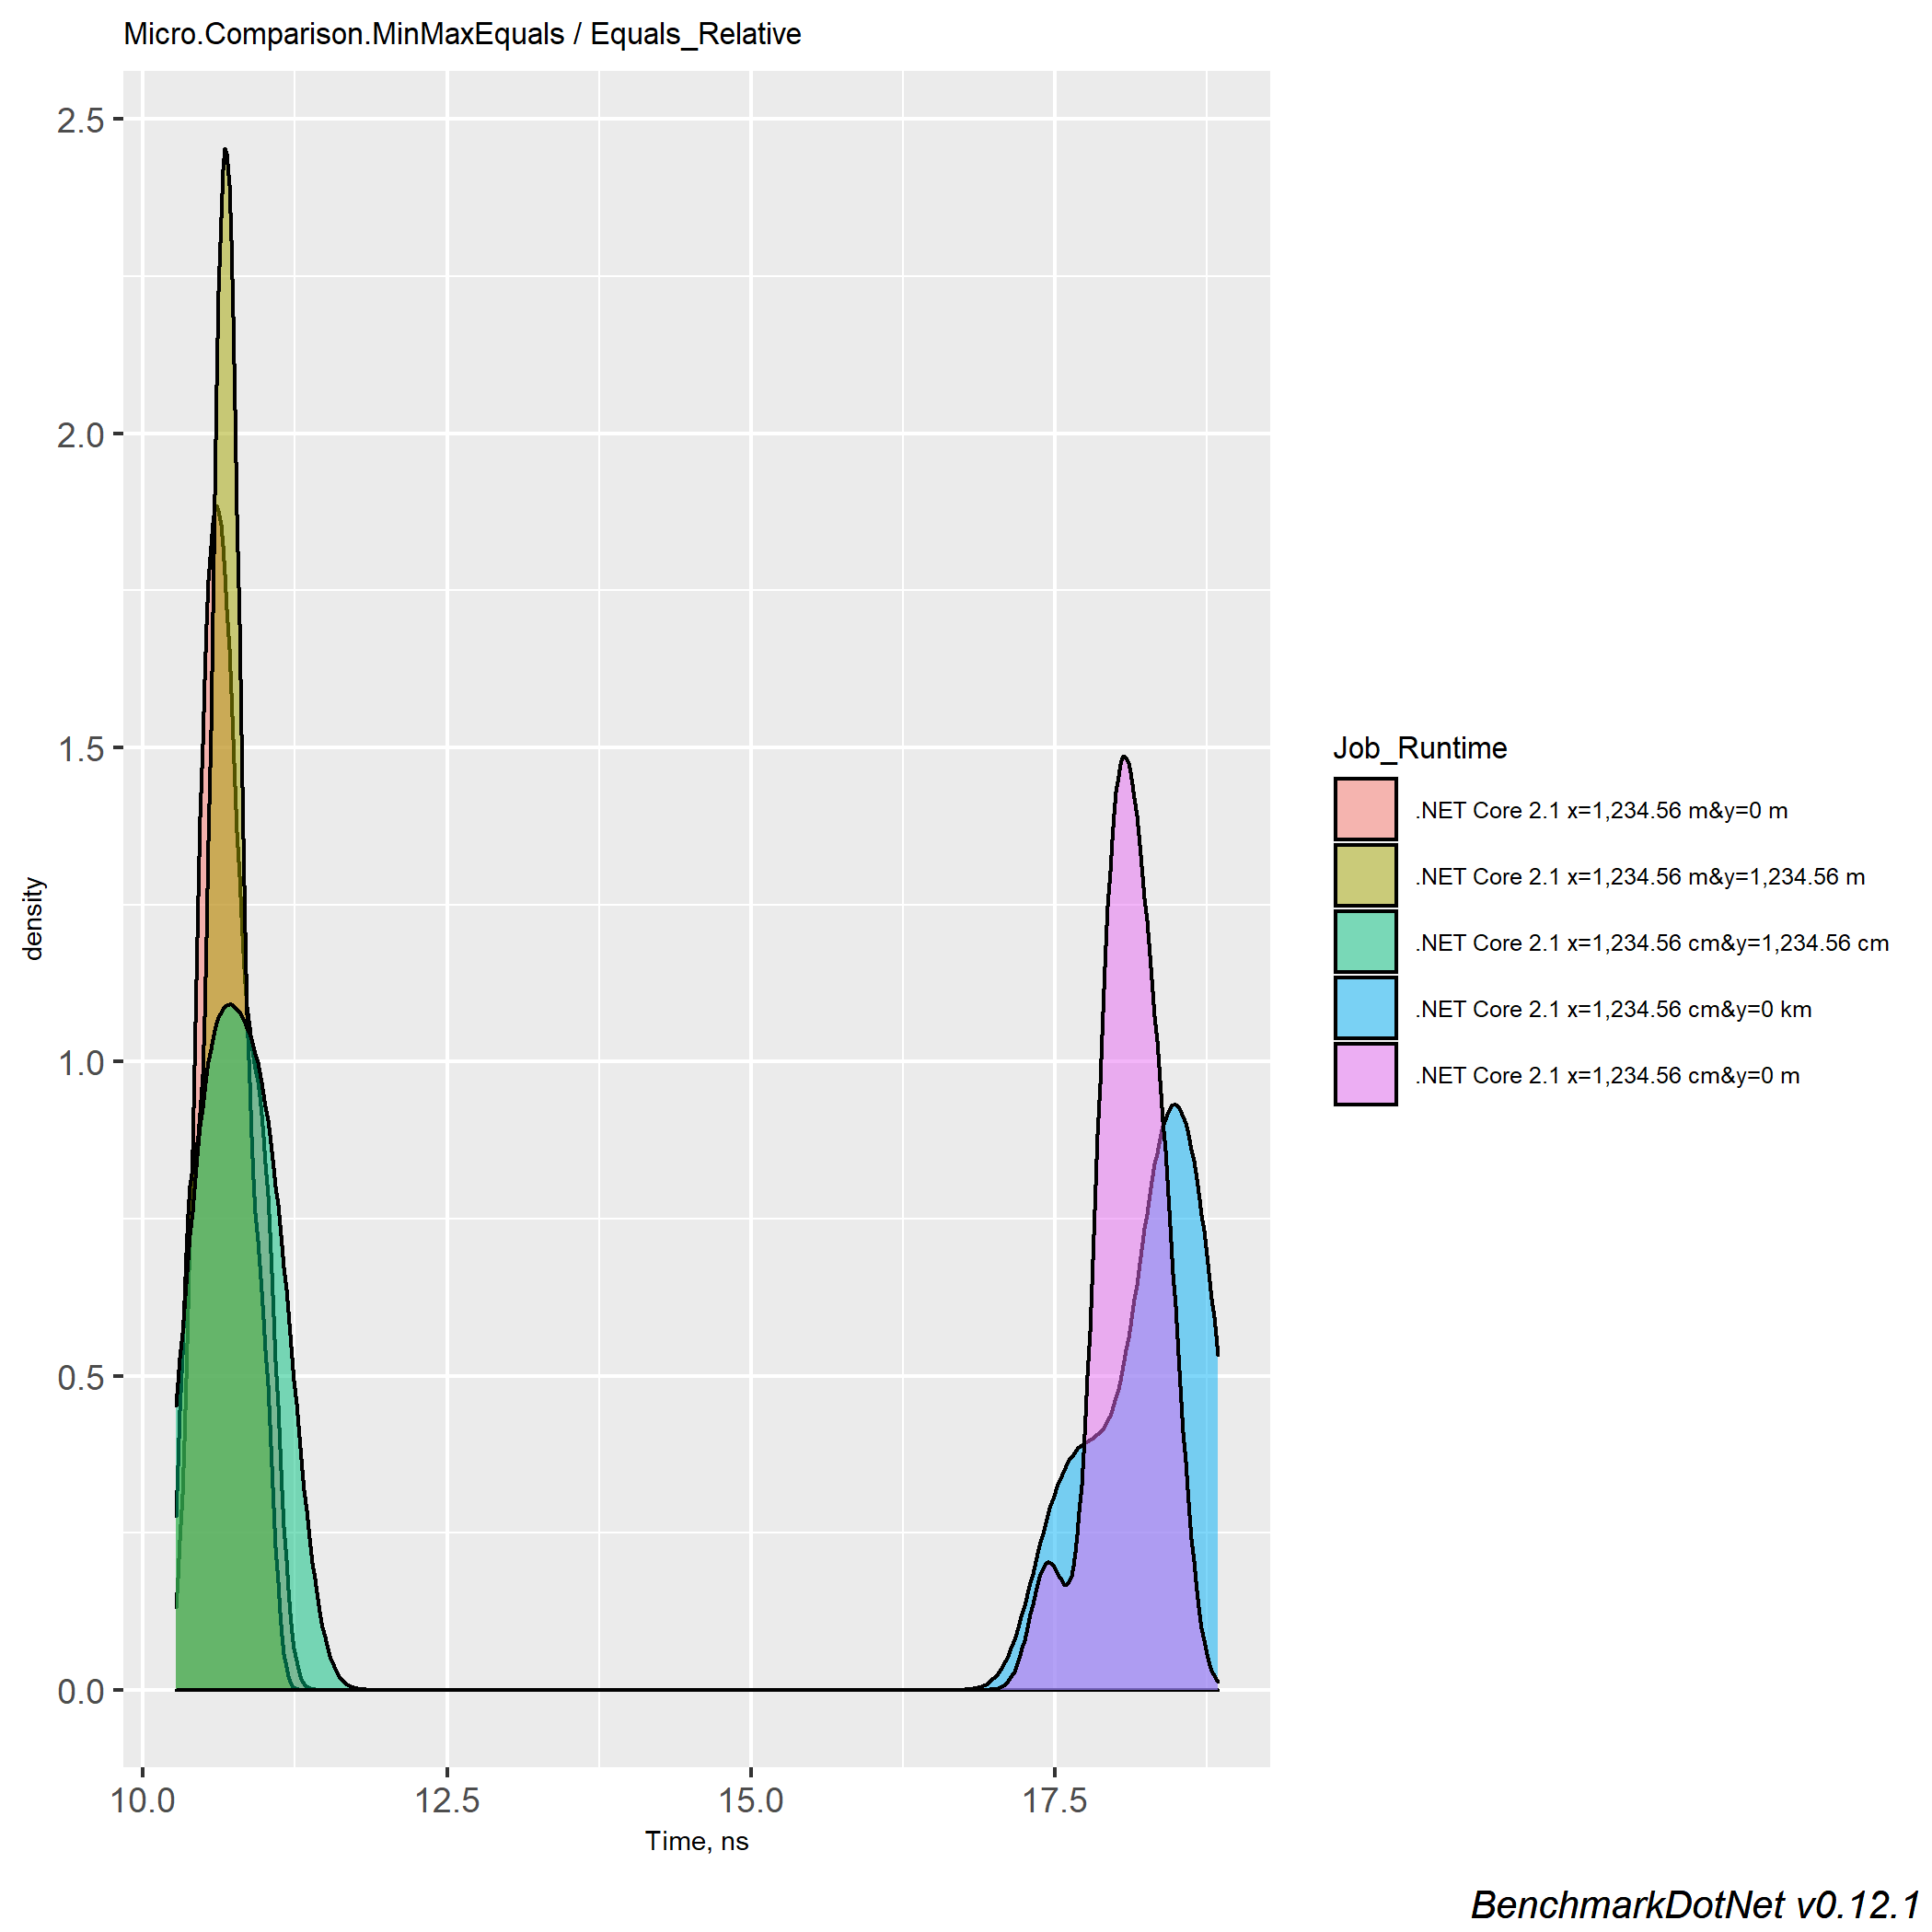 Micro.Comparison.MinMaxEquals / Equals_Relative
2.5
2.0
1.5
1.0
0.5
0.0
density
10.0 12.5 15.0 17.5
Time, ns
Job_Runtime
.NET Core 2.1 x=1,234.56 m&y=0 m
.NET Core 2.1 x=1,234.56 m&y=1,234.56 m
.NET Core 2.1 x=1,234.56 cm&y=1,234.56 cm
.NET Core 2.1 x=1,234.56 cm&y=0 km
.NET Core 2.1 x=1,234.56 cm&y=0 m
BenchmarkDotNet v0.12.1